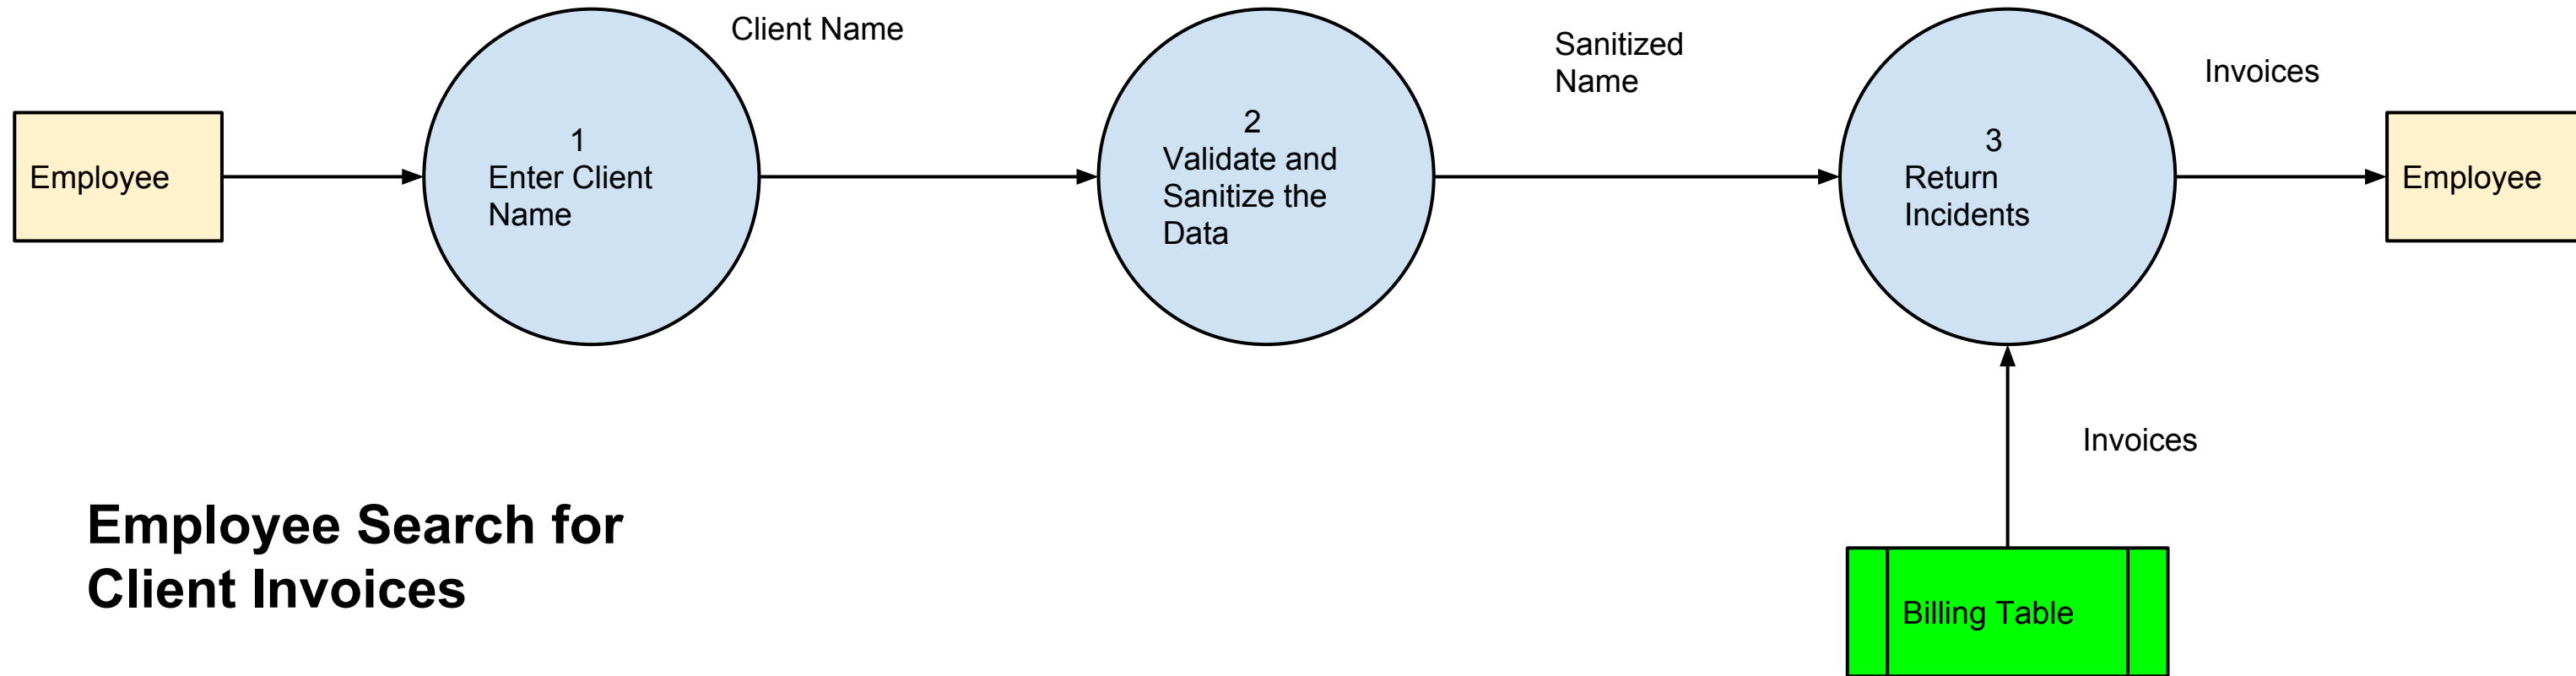 Client Name
Sanitized
Name
Invoices
Employee
1
Enter Client
Name
2
Validate and
Sanitize the
Data
3
Return
Incidents
Employee
Invoices
Employee Search for
Client Invoices
Billing Table